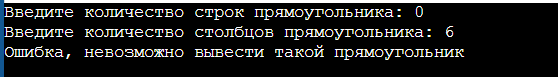 Введите количество строк прямоугольника: 0
Введите количество столбцов прямоугольника: 6
Ошибка, невозможно вывести такой прямоугольник